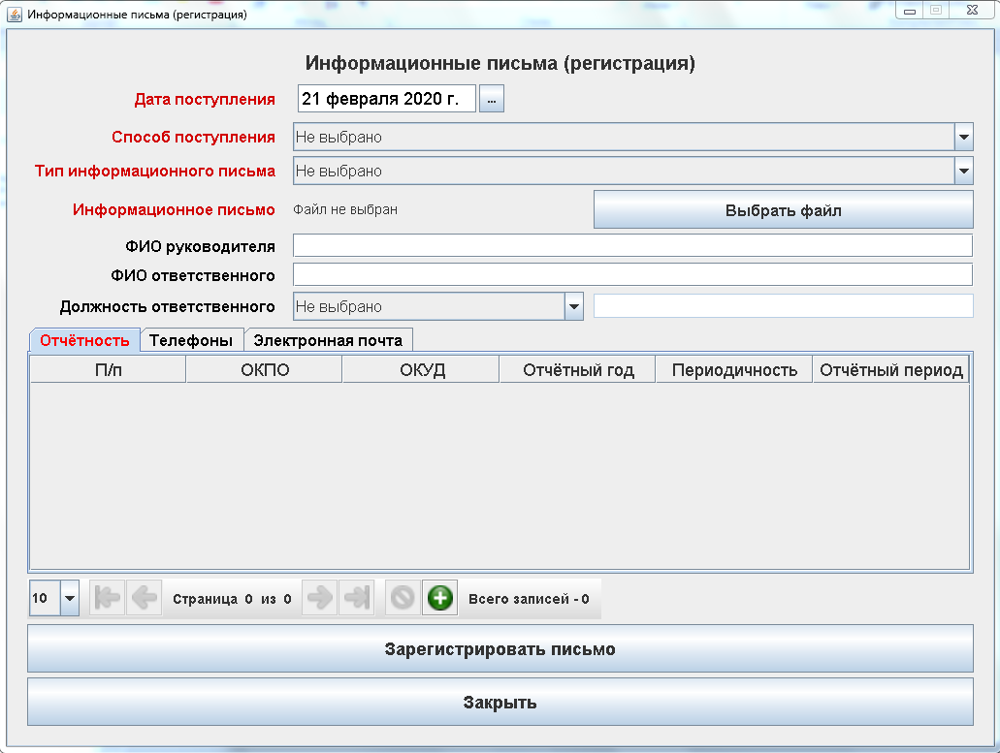 Информационные письма (регистрация)
Информационные письма (регистрация)
Дата поступления 21 февраля 2020 г. ...
Способ поступления Не выбрано
Тип информационного письма Не выбрано
Информационное письмо Файл не выбран Выбрать файл
ФИО руководителя
ФИО ответственного
Должность ответственного Не выбрано
Отчётность Телефоны Электронная почта
П/п ОКПО ОКУД Отчётный год Периодичность Отчётный период
10 Страница 0 из 0 Всего записей - 0
Зарегистрировать письмо
Закрыть